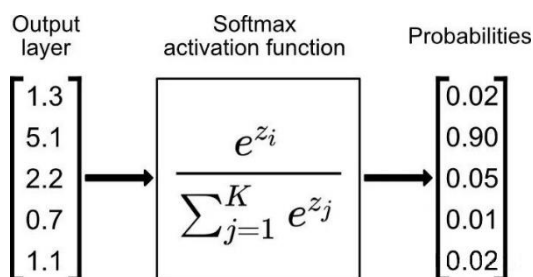 Output
layer
Softmax
activation function
Probabilities
1.3
5.1
2.2
0.7
1.1
e^{z_i}
\sum_{j=1}^{K} e^{z_j}
0.02
0.90
0.05
0.01
0.02